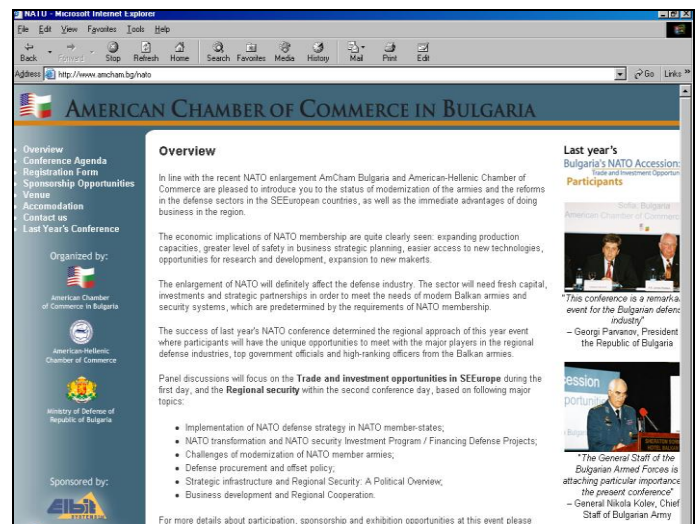 NATO - Microsoft Internet Explorer
File Edit View Favorites Tools Help
Back Forward Stop Refresh Home Search Favorites Media History Mail Print Edit
Address http://www.amcham.bg/nato Go Links »
AMERICAN CHAMBER OF COMMERCE IN BULGARIA
Overview
Conference Agenda
Registration Form
Sponsorship Opportunities
Venue
Accomodation
Contact us
Last Year's Conference
Organized by:
American Chamber
of Commerce in Bulgaria
American-Hellenic
Chamber of Commerce
Ministry of Defense of
Republic of Bulgaria
Sponsored by:
Elbit
SYSTEMS
Overview
In line with the recent NATO enlargement AmCham Bulgaria and American-Hellenic Chamber of
Commerce are pleased to introduce you to the status of modernization of the armies and the reforms
in the defense sectors in the SEEuropean countries, as well as the immediate advantages of doing
business in the region.
The economic implications of NATO membership are quite clearly seen: expanding production
capacities, greater level of safety in business strategic planning, easier access to new technologies,
opportunities for research and development, expansion to new makerts.
The enlargement of NATO will definitely affect the defense industry. The sector will need fresh capital,
investments and strategic partnerships in order to meet the needs of modern Balkan armies and
security systems, which are predetermined by the requirements of NATO membership.
The success of last year's NATO conference determined the regional approach of this year event
where participants will have the unique opportunities to meet with the major players in the regional
defense industries, top government officials and high-ranking officers from the Balkan armies.
Panel discussions will focus on the Trade and investment opportunities in SEEurope during the
first day, and the Regional security within the second conference day, based on following major
topics:
• Implementation of NATO defense strategy in NATO member-states;
• NATO transformation and NATO security Investment Program / Financing Defense Projects;
• Challenges of modernization of NATO member armies;
• Defense procurement and offset policy;
• Strategic infrastructure and Regional Security: A Political Overview;
• Business development and Regional Cooperation.
For more details about participation, sponsorship and exhibition opportunities at this event please
Last year's
Bulgaria's NATO Accession:
Trade and Investment Opportun
Participants
Sofia, Bulgaria
American Chamber of Commerc
"This conference is a remarka
event for the Bulgarian defens
industry"
– Georgi Parvanov, President
the Republic of Bulgaria
ession
portuni
SHERATON SOFIA
HOTEL BALKAN
"The General Staff of the
Bulgarian Armed Forces is
attaching particular importance
the present conference"
– General Nikola Kolev, Chief
Staff of Bulgarian Army